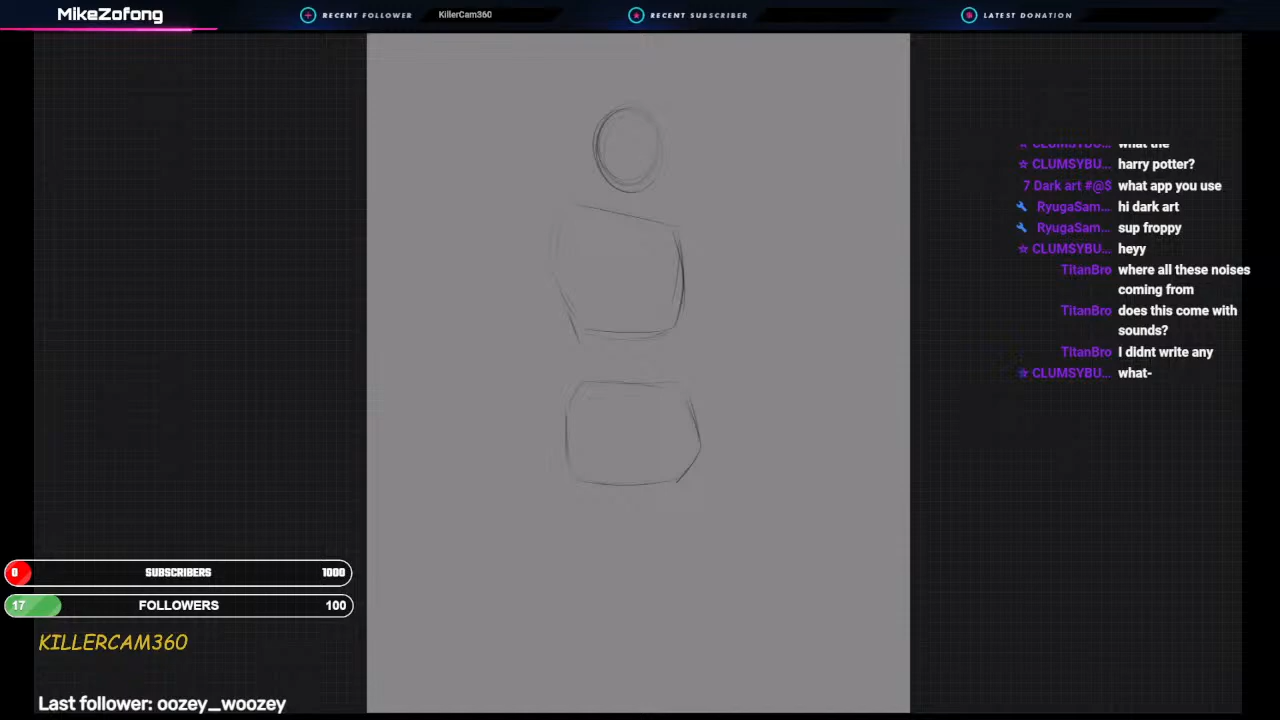 MikeZofong
RECENT FOLLOWER
KillerCam360
RECENT SUBSCRIBER
LATEST DONATION
CLUMSYBU... what the
CLUMSYBU... harry potter?
7 Dark art #@$ what app you use
RyugaSam... hi dark art
RyugaSam... sup froppy
CLUMSYBU... heyy
TitanBro where all these noises
coming from
TitanBro does this come with
sounds?
TitanBro I didnt write any
CLUMSYBU... what-
0 SUBSCRIBERS 1000
17 FOLLOWERS 100
KILLERCAM360
Last follower: oozey_woozey